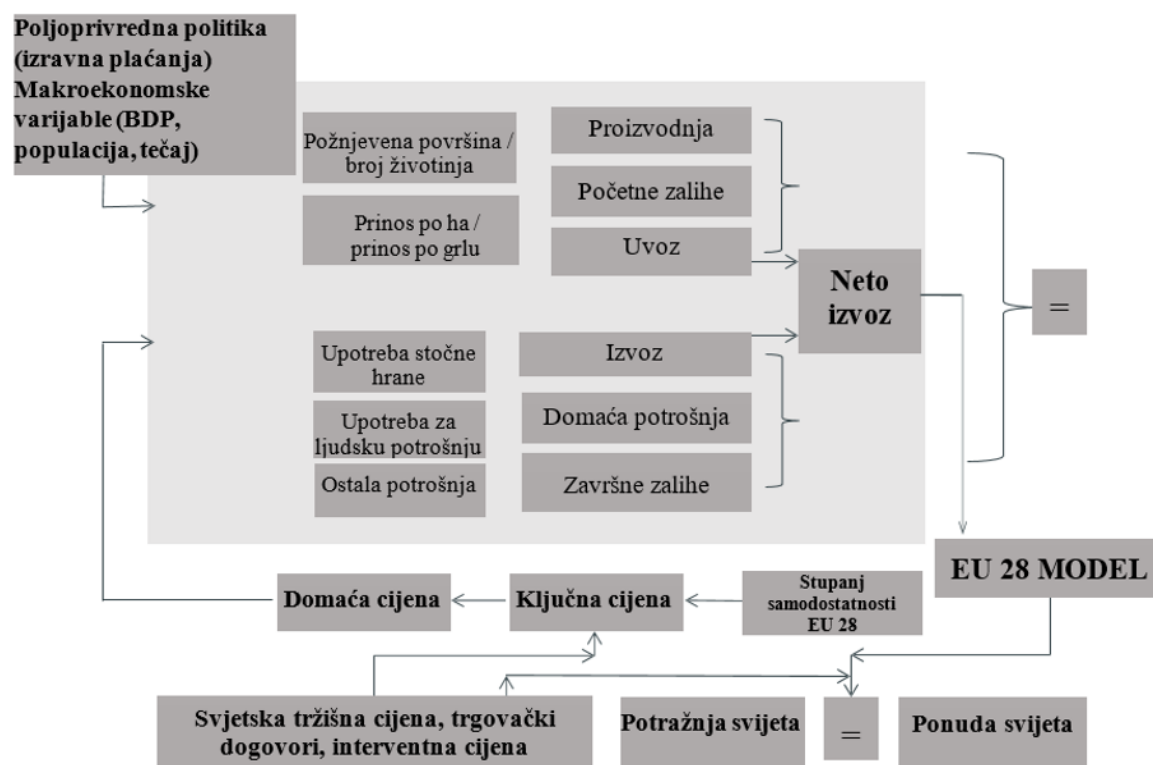 Poljoprivredna politika
(izravna plaćanja)
Makroekonomske
varijable (BDP,
populacija, tečaj)
Požnjevena površina /
broj životinja
Prinos po ha /
prinos po grlu
Proizvodnja
Početne zalihe
Uvoz
Neto
izvoz
=
Upotreba stočne
hrane
Upotreba za
ljudsku potrošnju
Ostala potrošnja
Izvoz
Domaća potrošnja
Završne zalihe
EU 28 MODEL
Domaća cijena
Ključna cijena
Stupanj
samodostatnosti
EU 28
Svjetska tržišna cijena, trgovački
dogovori, interventna cijena
Potražnja svijeta
=
Ponuda svijeta